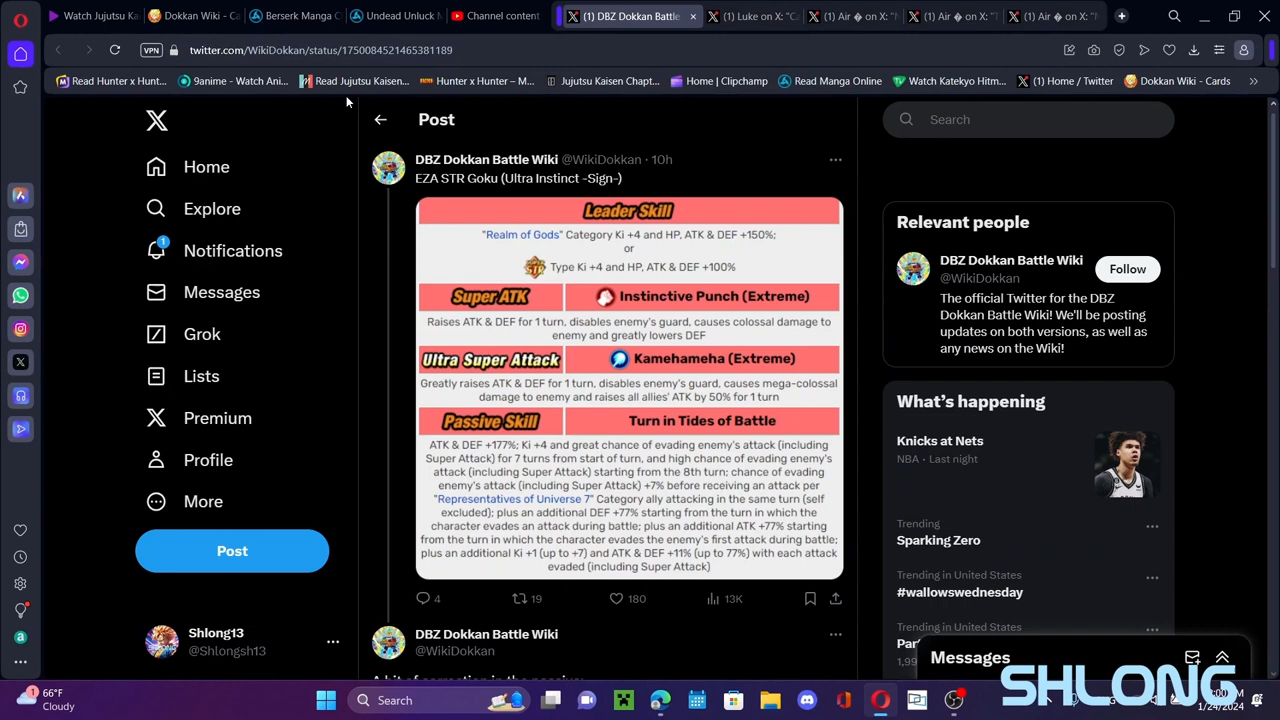 Watch Jujutsu Ka
Dokkan Wiki - Ca
Berserk Manga C
Undead Unluck M
Channel content
(1) DBZ Dokkan Battle
(1) Luke on X: "C
(1) Air � on X: "
(1) Air � on X: "T
(1) Air � on X: "N
VPN
twitter.com/WikiDokkan/status/1750084521465381189
Read Hunter x Hunt...
9anime - Watch Ani...
Read Jujutsu Kaisen...
Hunter x Hunter – M...
Jujutsu Kaisen Chapt...
Home | Clipchamp
Read Manga Online
Watch Katekyo Hitm...
(1) Home / Twitter
Dokkan Wiki - Cards
Home
Explore
1
Notifications
Messages
Grok
Lists
Premium
Profile
More
Post
Shlong13
@Shlongsh13
Post
DBZ Dokkan Battle Wiki @WikiDokkan · 10h
EZA STR Goku (Ultra Instinct -Sign-)
Leader Skill
"Realm of Gods" Category Ki +4 and HP, ATK & DEF +150%;
or
STR Type Ki +4 and HP, ATK & DEF +100%
Super ATK
Instinctive Punch (Extreme)
Raises ATK & DEF for 1 turn, disables enemy's guard, causes colossal damage to
enemy and greatly lowers DEF
Ultra Super Attack
Kamehameha (Extreme)
Greatly raises ATK & DEF for 1 turn, disables enemy's guard, causes mega-colossal
damage to enemy and raises all allies' ATK by 50% for 1 turn
Passive Skill
Turn in Tides of Battle
ATK & DEF +177%; Ki +4 and great chance of evading enemy's attack (including
Super Attack) for 7 turns from start of turn, and high chance of evading enemy's
attack (including Super Attack) starting from the 8th turn; chance of evading
enemy's attack (including Super Attack) +7% before receiving an attack per
"Representatives of Universe 7" Category ally attacking in the same turn (self
excluded); plus an additional DEF +77% starting from the turn in which the
character evades an attack during battle; plus an additional ATK +77% starting
from the turn in which the character evades the enemy's first attack during battle;
plus an additional Ki +1 (up to +7) and ATK & DEF +11% (up to 77%) with each attack
evaded (including Super Attack)
4
19
180
13K
DBZ Dokkan Battle Wiki
@WikiDokkan
A bit of correction in the passive:
Search
Relevant people
DBZ Dokkan Battle Wiki
@WikiDokkan
Follow
The official Twitter for the DBZ
Dokkan Battle Wiki! We'll be posting
updates on both versions, as well as
any news on the Wiki!
What's happening
Knicks at Nets
NBA · Last night
Trending
Sparking Zero
Trending in United States
#wallowswednesday
Trending in United States
Messages
SHLONG
1
66°F
Cloudy
Search
1/24/2024